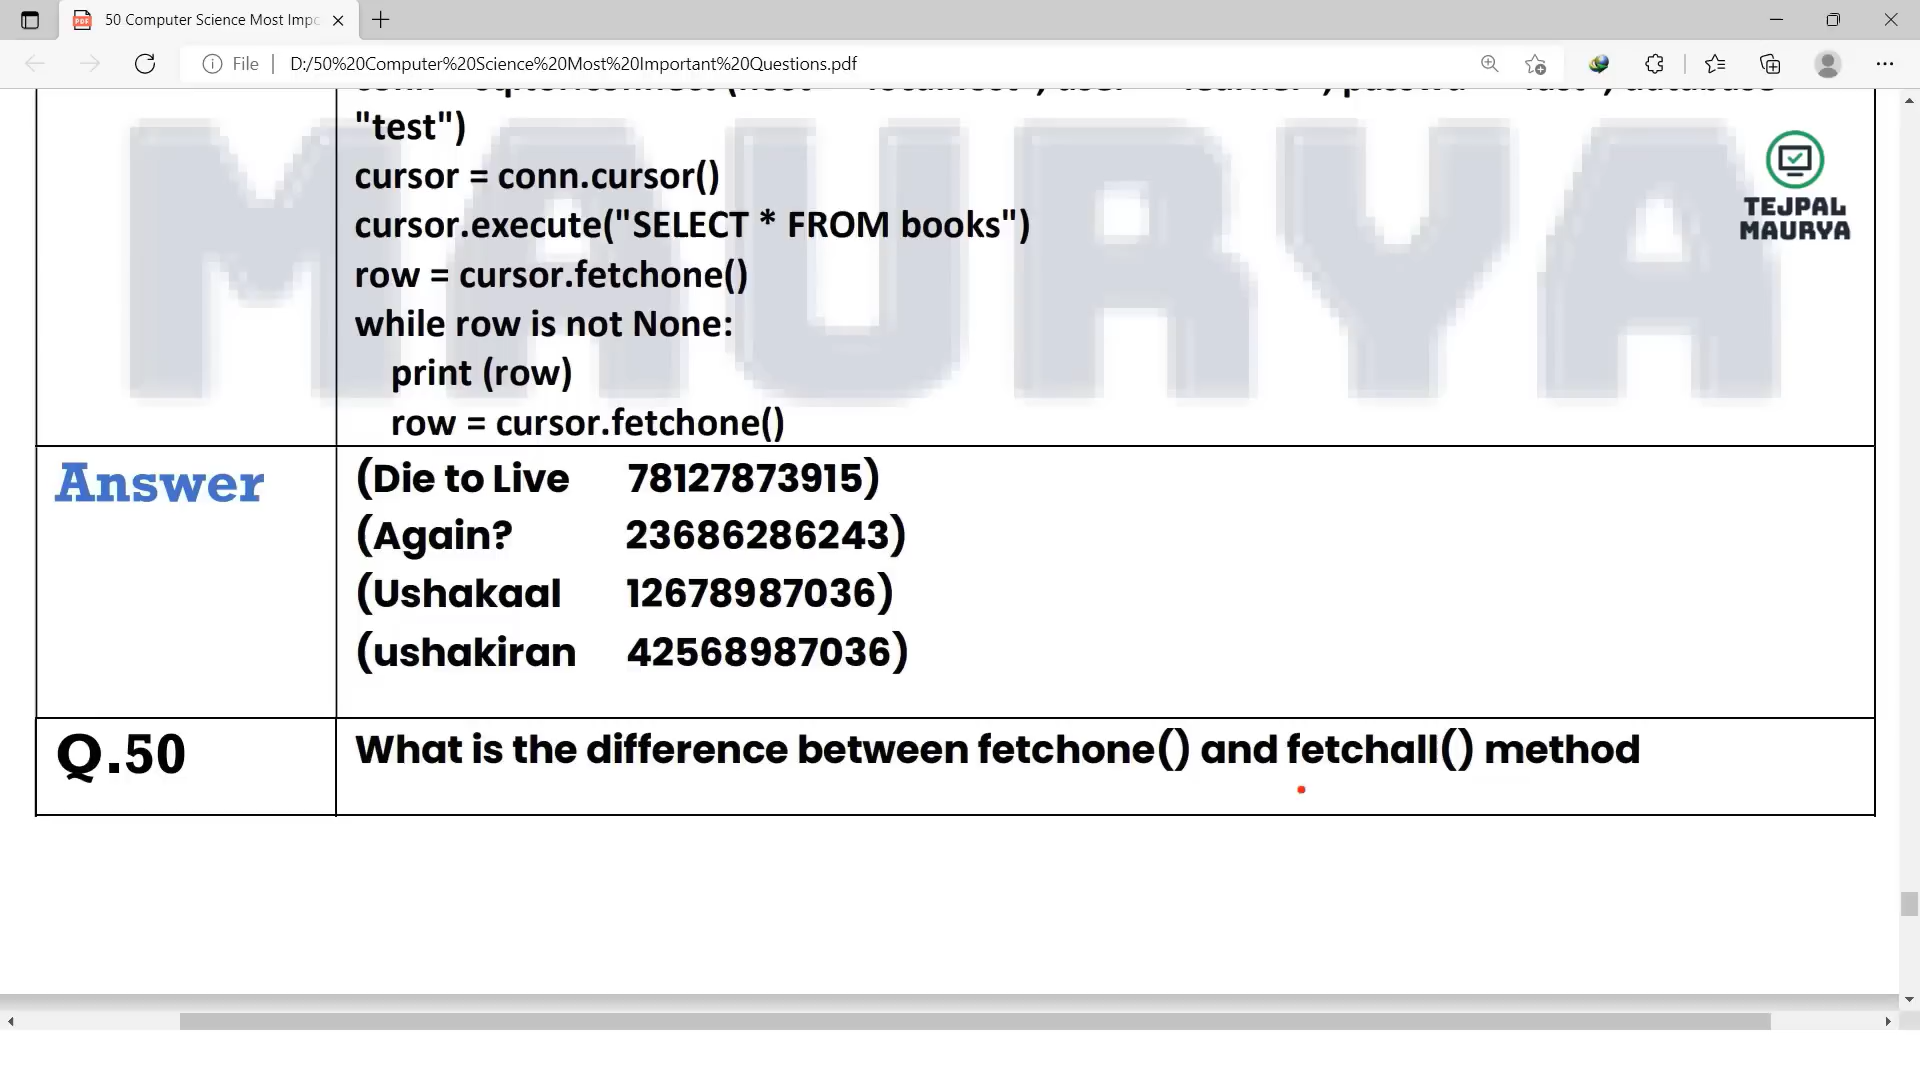 50 Computer Science Most Impo
File
D:/50%20Computer%20Science%20Most%20Important%20Questions.pdf
"test")
cursor = conn.cursor()
cursor.execute("SELECT * FROM books")
row = cursor.fetchone()
while row is not None:
print (row)
row = cursor.fetchone()
MAURYA
TEJPAL
MAURYA
Answer
(Die to Live 78127873915)
(Again? 23686286243)
(Ushakaal 12678987036)
(ushakiran 42568987036)
Q.50
What is the difference between fetchone() and fetchall() method